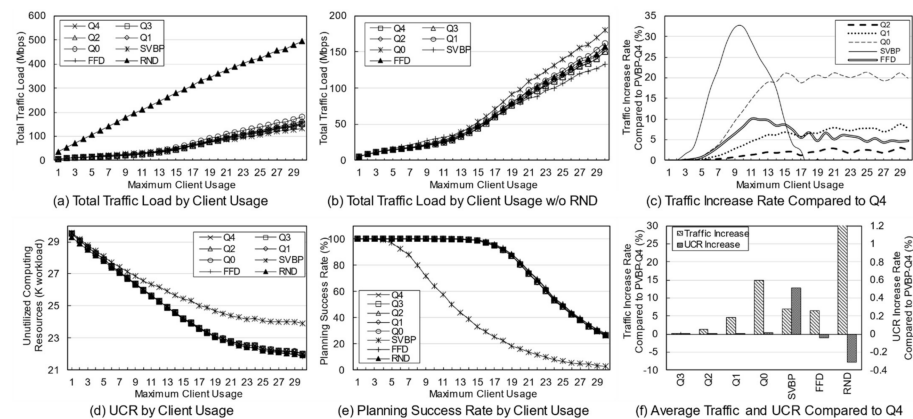 Q4 Q3
Q2 Q1
Q0 SVBP
FFD RND
Total Traffic Load (Mbps)
600
500
400
300
200
100
0
1 3 5 7 9 11 13 15 17 19 21 23 25 27 29
Maximum Client Usage
(a) Total Traffic Load by Client Usage
Q4 Q3
Q2 Q1
Q0 SVBP
FFD
Total Traffic Load (Mbps)
200
150
100
50
0
1 3 5 7 9 11 13 15 17 19 21 23 25 27 29
Maximum Client Usage
(b) Total Traffic Load by Client Usage w/o RND
Q2
Q1
Q0
SVBP
FFD
Traffic Increase Rate
Compared to PVBP-Q4 (%)
35
30
25
20
15
10
5
0
1 3 5 7 9 11 13 15 17 19 21 23 25 27 29
Maximum Client Usage
(c) Traffic Increase Rate Compared to Q4
Q4 Q3
Q2 Q1
Q0 SVBP
FFD RND
Unutilized Computing
Resources (K workload)
29
27
25
23
21
1 3 5 7 9 11 13 15 17 19 21 23 25 27 29
Maximum Client Usage
(d) UCR by Client Usage
Q4
Q3
Q2
Q1
Q0
SVBP
FFD
RND
Planning Success Rate (%)
100
80
60
40
20
0
1 3 5 7 9 11 13 15 17 19 21 23 25 27 29
Maximum Client Usage
(e) Planning Success Rate by Client Usage
Traffic Increase
UCR Increase
Traffic Increase Rate
Compared to PVBP-Q4 (%)
30
25
20
15
10
5
0
-5
-10
1.2
1
0.8
0.6
0.4
0.2
0
-0.2
-0.4
UCR Increase Rate
Compared to PVBP-Q4 (%)
Q3 Q2 Q1 Q0 SVBP FFD RND
(f) Average Traffic and UCR Compared to Q4